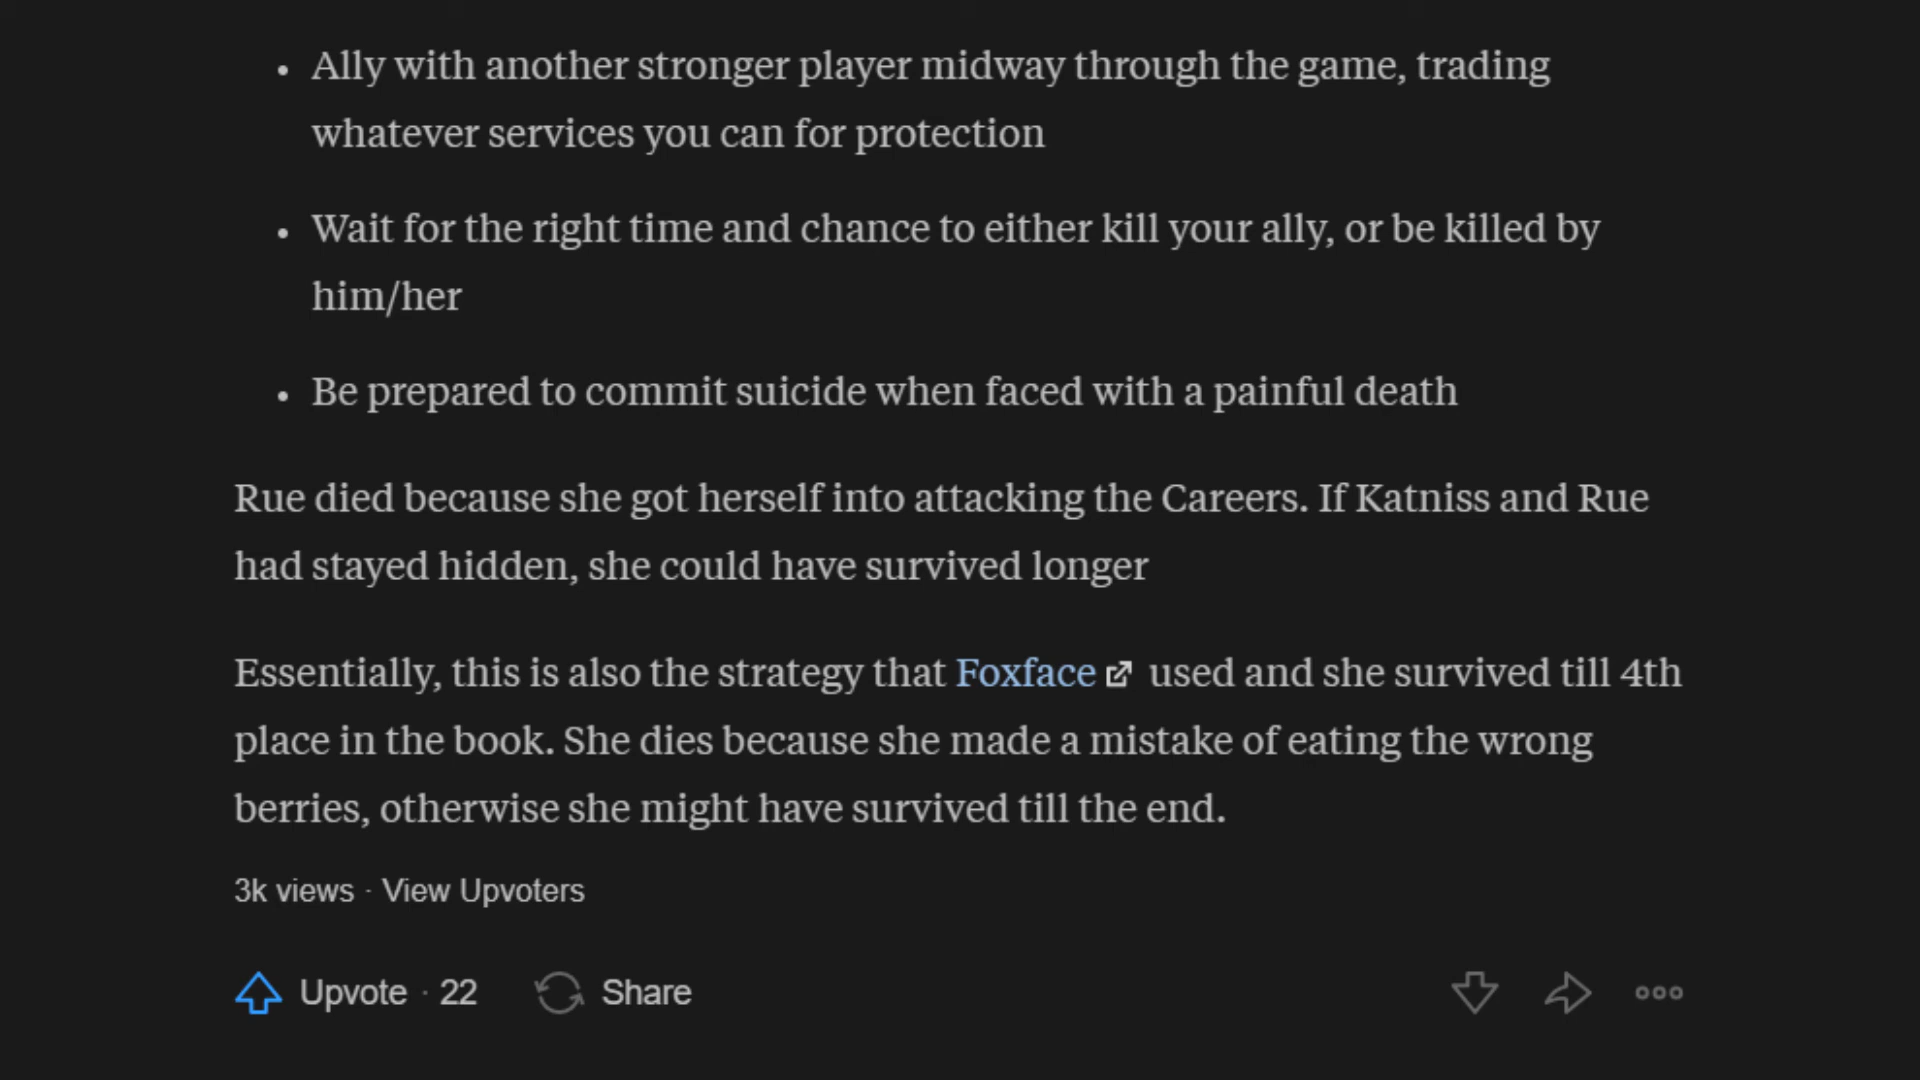 • Ally with another stronger player midway through the game, trading
whatever services you can for protection
• Wait for the right time and chance to either kill your ally, or be killed by
him/her
• Be prepared to commit suicide when faced with a painful death
Rue died because she got herself into attacking the Careers. If Katniss and Rue
had stayed hidden, she could have survived longer
Essentially, this is also the strategy that Foxface used and she survived till 4th
place in the book. She dies because she made a mistake of eating the wrong
berries, otherwise she might have survived till the end.
3k views · View Upvoters
Upvote · 22 Share